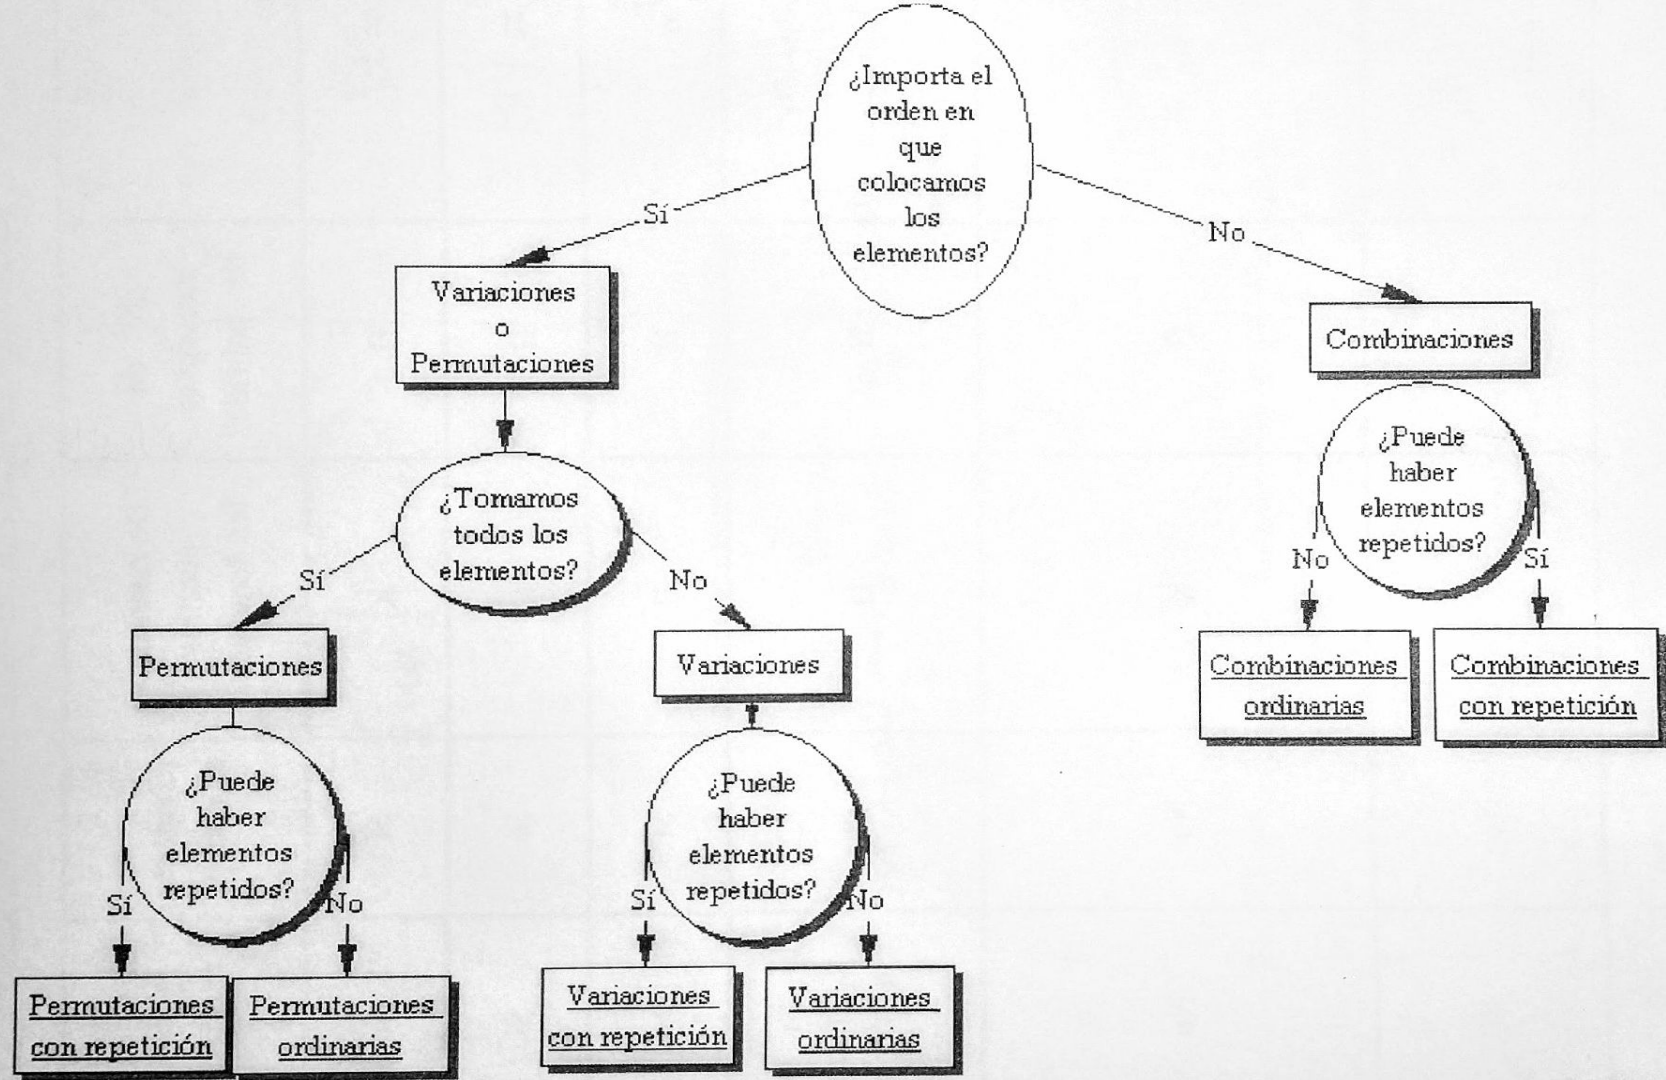 ¿Importa el
orden en
que
colocamos
los
elementos?
Sí
No
Variaciones
o
Permutaciones
Combinaciones
¿Tomamos
todos los
elementos?
¿Puede
haber
elementos
repetidos?
Sí
No
No
Sí
Permutaciones
Variaciones
Combinaciones
ordinarias
Combinaciones
con repetición
¿Puede
haber
elementos
repetidos?
Sí
No
¿Puede
haber
elementos
repetidos?
Sí
No
Permutaciones
con repetición
Permutaciones
ordinarias
Variaciones
con repetición
Variaciones
ordinarias